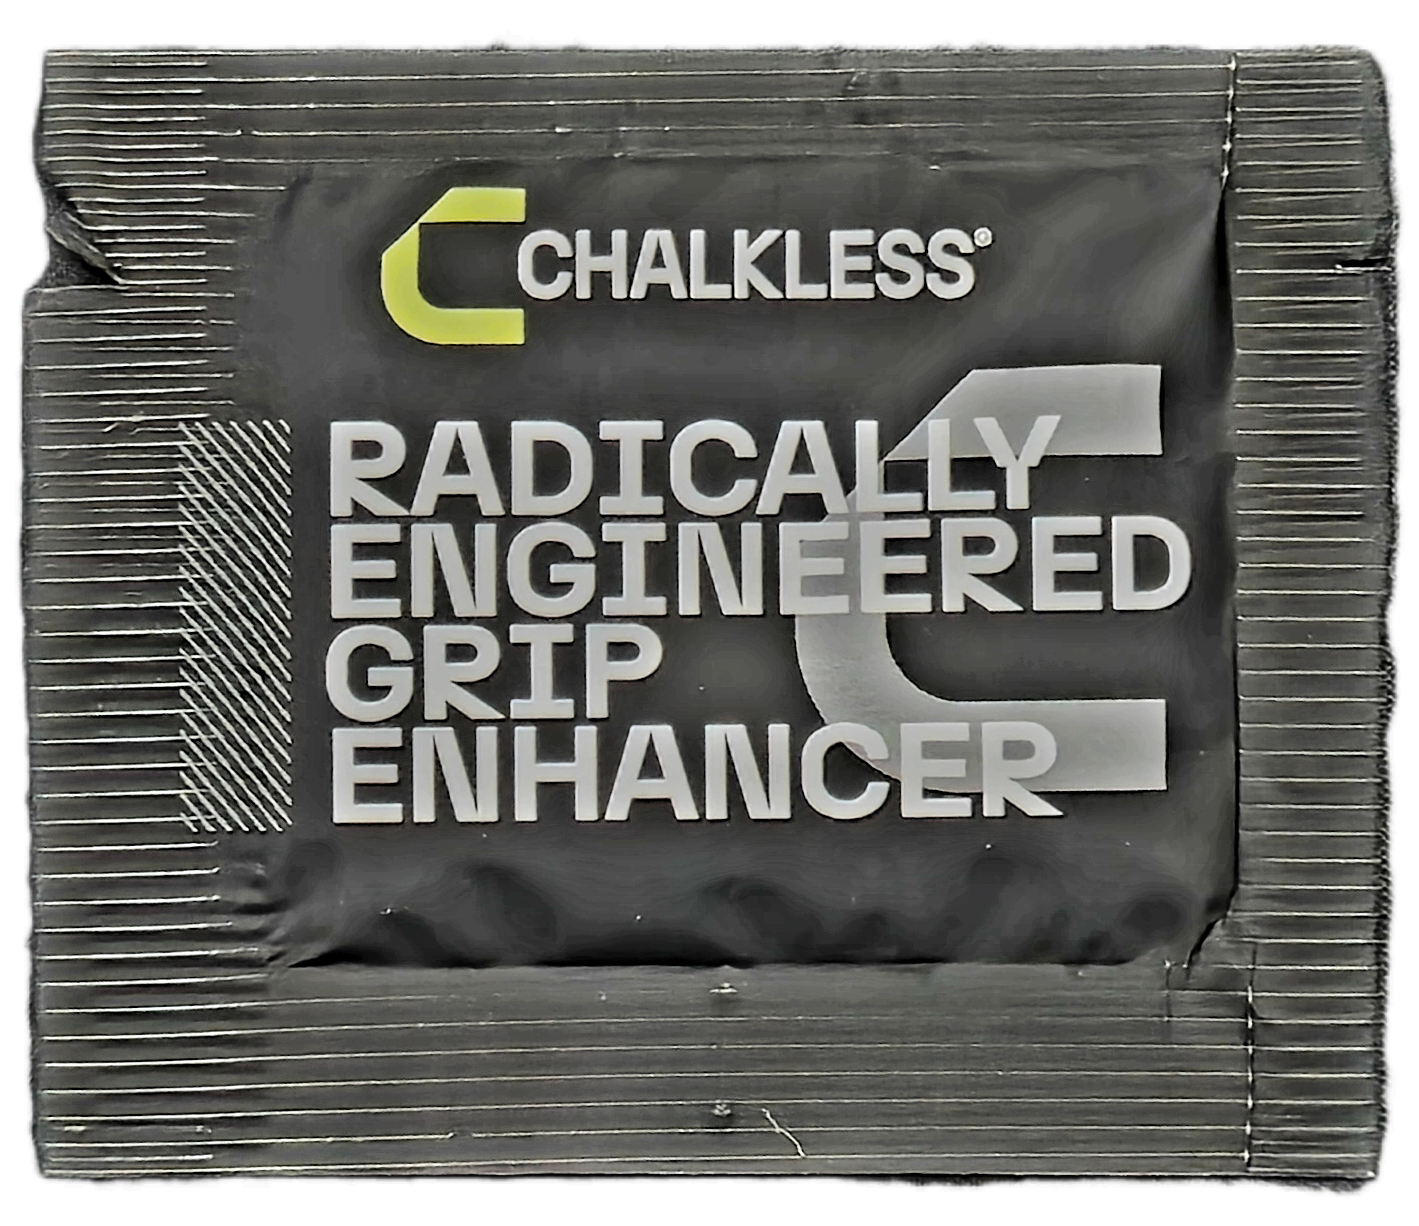 CHALKLESS®
RADICALLY
ENGINEERED
GRIP
ENHANCER